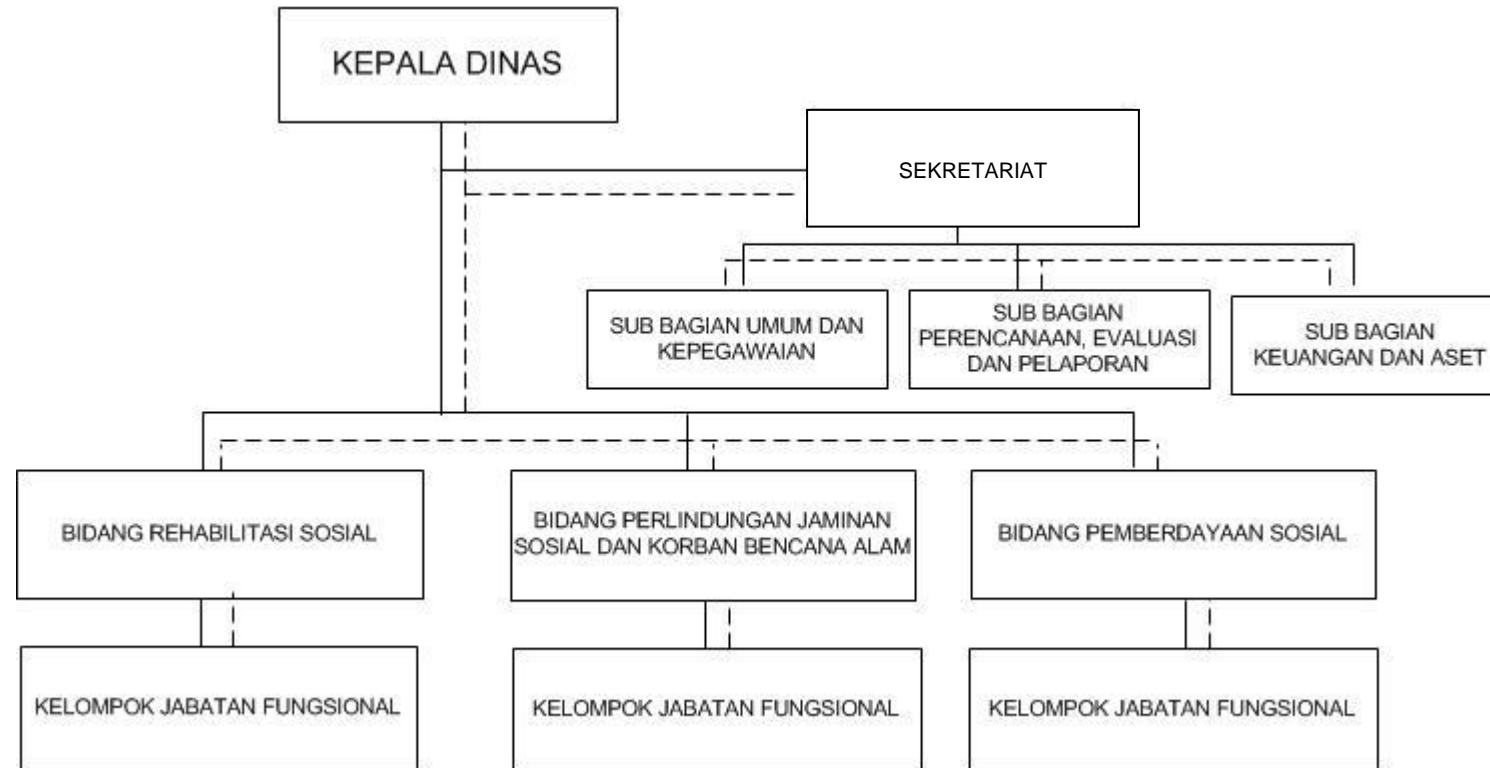 KEPALA DINAS
SEKRETARIAT
SUB BAGIAN UMUM DAN
KEPEGAWAIAN
SUB BAGIAN
PERENCANAAN, EVALUASI
DAN PELAPORAN
SUB BAGIAN
KEUANGAN DAN ASET
BIDANG REHABILITASI SOSIAL
BIDANG PERLINDUNGAN JAMINAN
SOSIAL DAN KORBAN BENCANA ALAM
BIDANG PEMBERDAYAAN SOSIAL
KELOMPOK JABATAN FUNGSIONAL
KELOMPOK JABATAN FUNGSIONAL
KELOMPOK JABATAN FUNGSIONAL